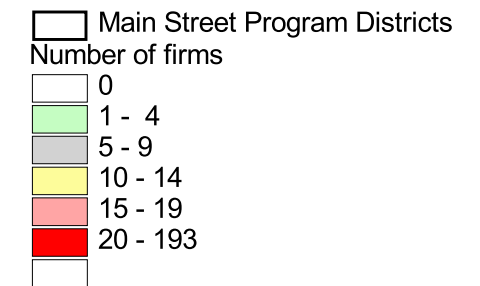 Main Street Program Districts
Number of firms
0
1 -  4
5 - 9
10 - 14
15 - 19
20 - 193